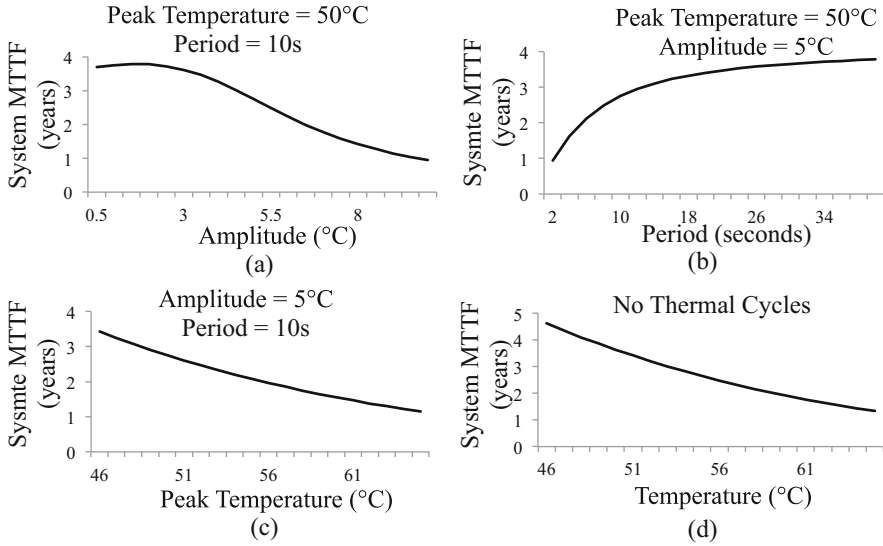 Peak Temperature = 50°C
Period = 10s
System MTTF
(years)
4
3
2
1
0
0.5 3 5.5 8
Amplitude (°C)
(a)
Peak Temperature = 50°C
Amplitude = 5°C
Sysmte MTTF
(years)
4
3
2
1
0
2 10 18 26 34
Period (seconds)
(b)
Amplitude = 5°C
Period = 10s
Sysmte MTTF
(years)
4
3
2
1
0
46 51 56 61
Peak Temperature (°C)
(c)
No Thermal Cycles
System MTTF
(years)
5
4
3
2
1
0
46 51 56 61
Temperature (°C)
(d)